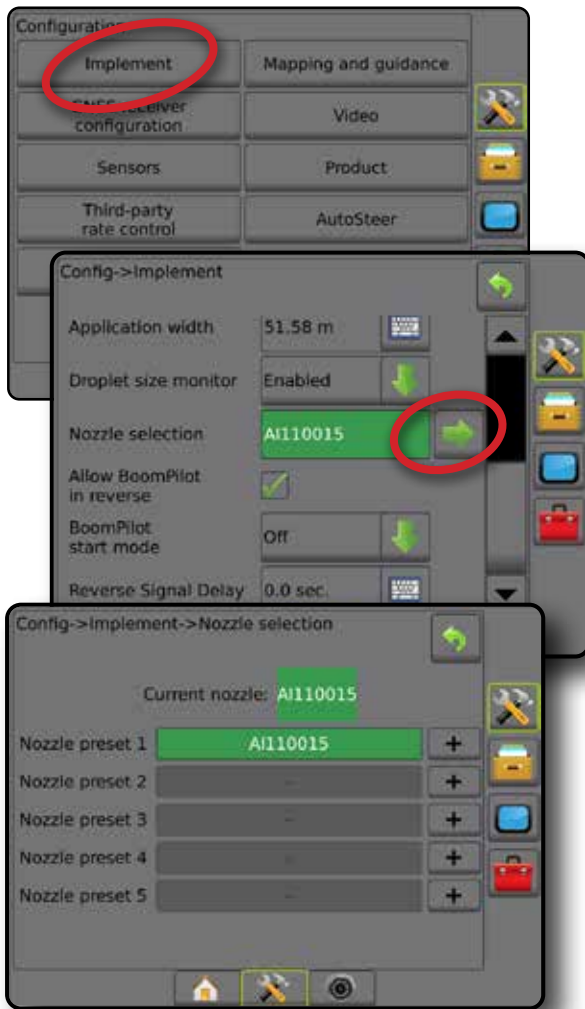 Configuration
Implement
Mapping and guidance
GNSS receiver
configuration
Video
Sensors
Product
Third-party
rate control
AutoSteer
Config->Implement
Application width
51.58 m
Droplet size monitor
Enabled
Nozzle selection
AI110015
Allow BoomPilot
in reverse
BoomPilot
start mode
Off
Reverse Signal Delay
0.0 sec.
Config->Implement->Nozzle selection
Current nozzle: AI110015
Nozzle preset 1
AI110015
+
Nozzle preset 2
-
+
Nozzle preset 3
-
+
Nozzle preset 4
-
+
Nozzle preset 5
-
+